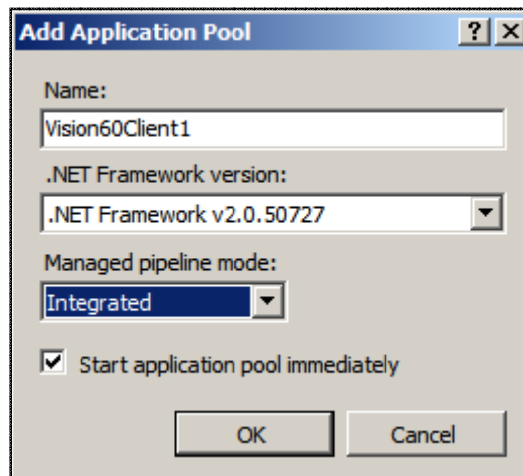 Add Application Pool
Name:
Vision60Client1
.NET Framework version:
.NET Framework v2.0.50727
Managed pipeline mode:
Integrated
Start application pool immediately
OK Cancel